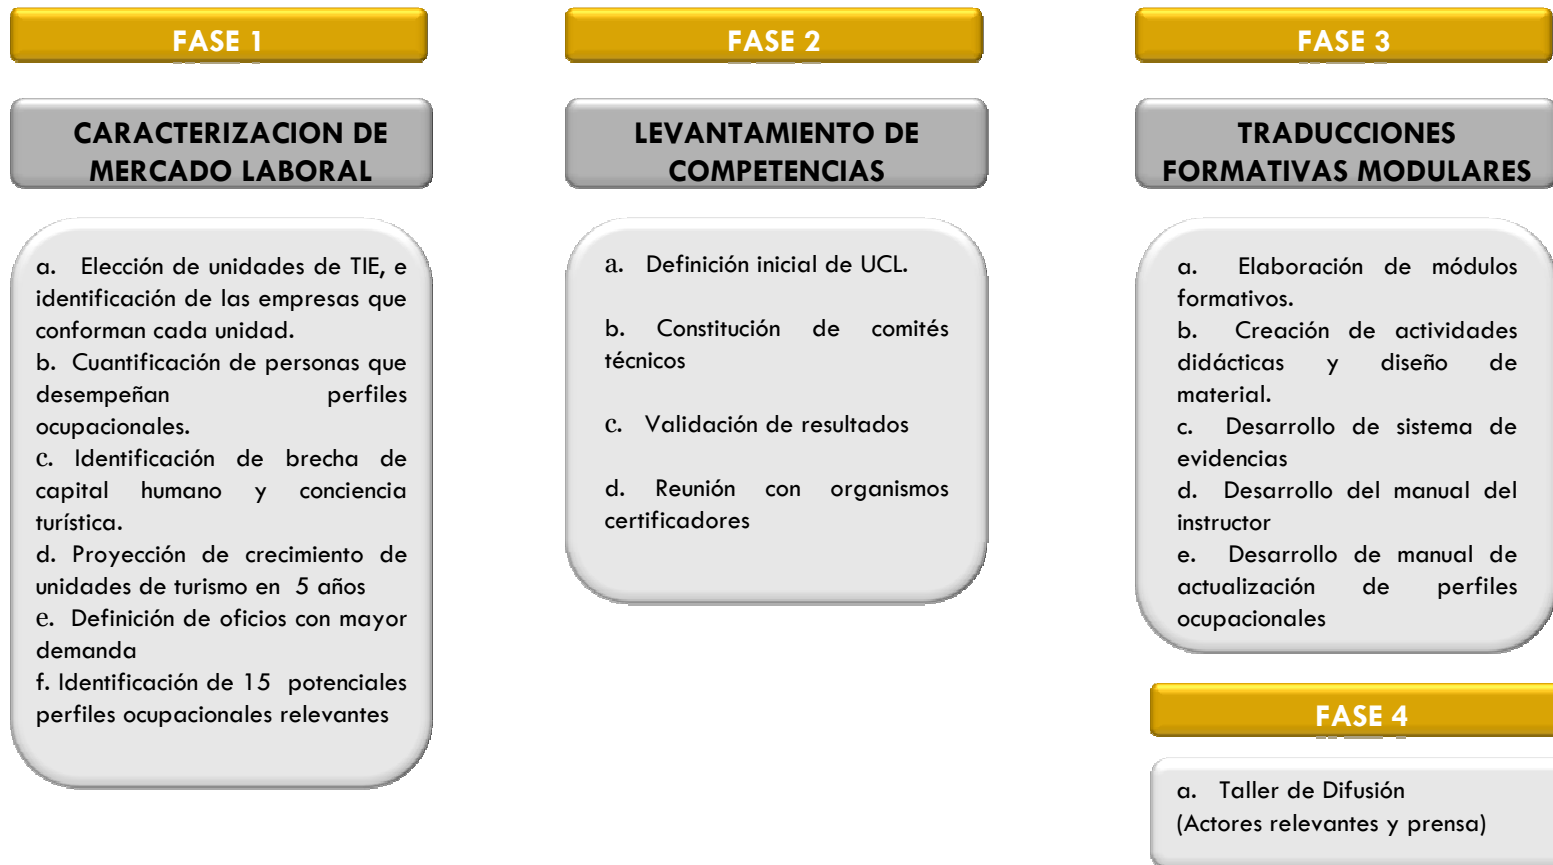 FASE 1
CARACTERIZACION DE
MERCADO LABORAL
a. Elección de unidades de TIE, e
identificación de las empresas que
conforman cada unidad.
b. Cuantificación de personas que
desempeñan perfiles
ocupacionales.
c. Identificación de brecha de
capital humano y conciencia
turística.
d. Proyección de crecimiento de
unidades de turismo en 5 años
e. Definición de oficios con mayor
demanda
f. Identificación de 15 potenciales
perfiles ocupacionales relevantes
FASE 2
LEVANTAMIENTO DE
COMPETENCIAS
a. Definición inicial de UCL.
b. Constitución de comités
técnicos
c. Validación de resultados
d. Reunión con organismos
certificadores
FASE 3
TRADUCCIONES
FORMATIVAS MODULARES
a. Elaboración de módulos
formativos.
b. Creación de actividades
didácticas y diseño de
material.
c. Desarrollo de sistema de
evidencias
d. Desarrollo del manual del
instructor
e. Desarrollo de manual de
actualización de perfiles
ocupacionales
FASE 4
a. Taller de Difusión
(Actores relevantes y prensa)